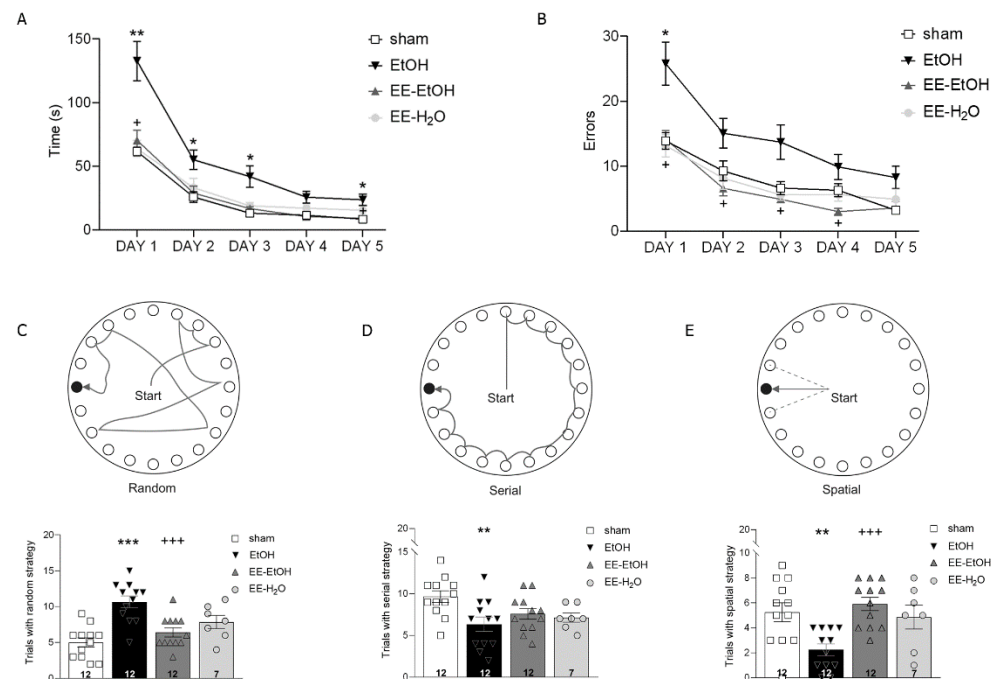 A
Time (s)
150
100
50
0
**
+
*
*
*
+
DAY 1 DAY 2 DAY 3 DAY 4 DAY 5
sham
EtOH
EE-EtOH
EE-H₂O
B
Errors
30
20
10
0
*
+
+
+
+
DAY 1 DAY 2 DAY 3 DAY 4 DAY 5
sham
EtOH
EE-EtOH
EE-H₂O
C
Start
Random
D
Start
Serial
E
Start
Spatial
Trials with random strategy
20
15
10
5
0
*** +++
12 12 12 7
sham
EtOH
EE-EtOH
EE-H₂O
Trials with serial strategy
20
15
10
5
0
**
12 12 12 7
sham
EtOH
EE-EtOH
EE-H₂O
Trials with spatial strategy
20
10
8
6
4
2
0
** +++
12 12 12 7
sham
EtOH
EE-EtOH
EE-H₂O